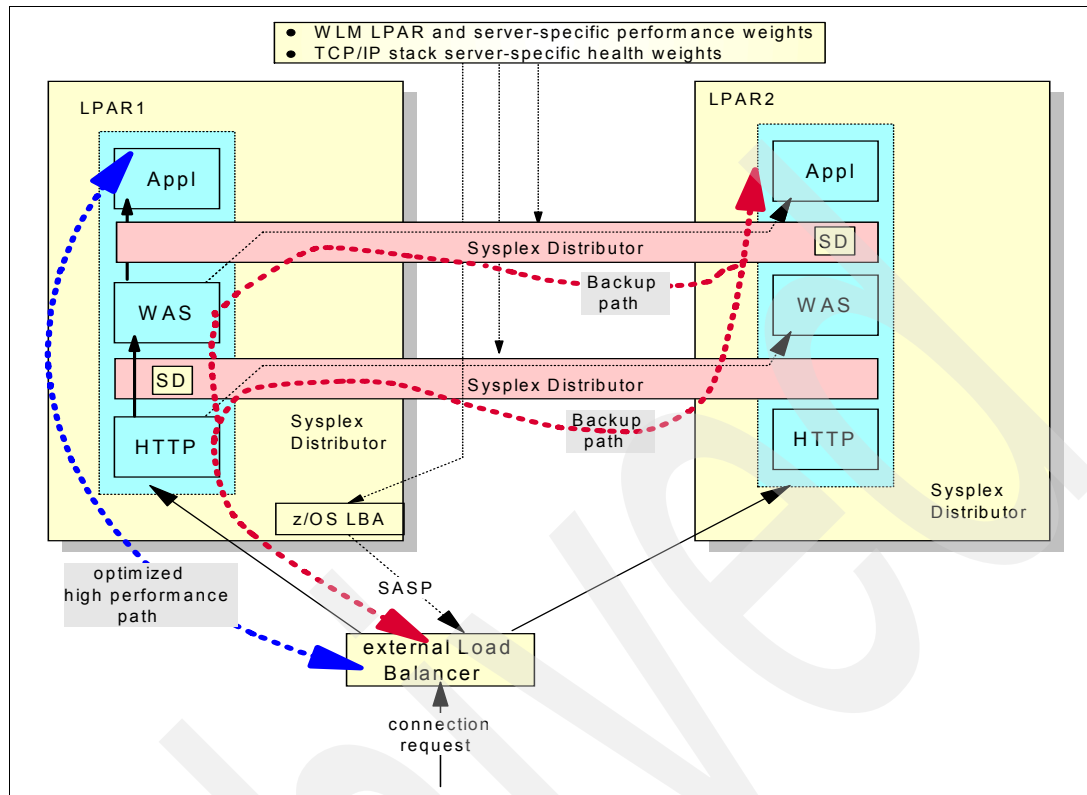 ● WLM LPAR and server-specific performance weights
● TCP/IP stack server-specific health weights
LPAR1
LPAR2
Appl
Appl
Sysplex Distributor
SD
Backup
path
WAS
WAS
SD
Sysplex Distributor
Sysplex
Distributor
Backup
path
HTTP
HTTP
Sysplex
Distributor
z/OS LBA
optimized
high performance
path
SASP
external Load
Balancer
connection
request